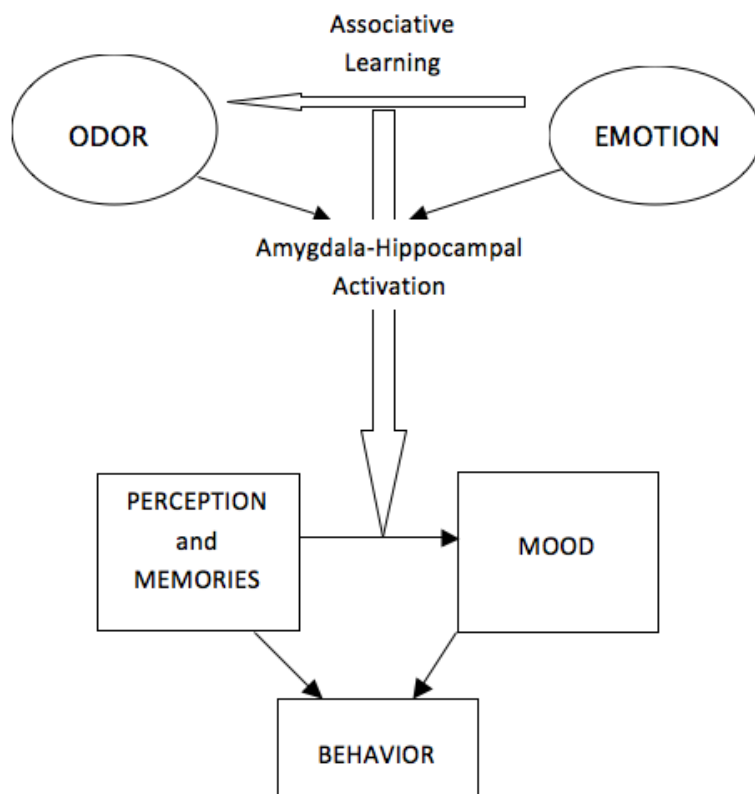 Associative
Learning
ODOR
EMOTION
Amygdala-Hippocampal
Activation
PERCEPTION
and
MEMORIES
MOOD
BEHAVIOR